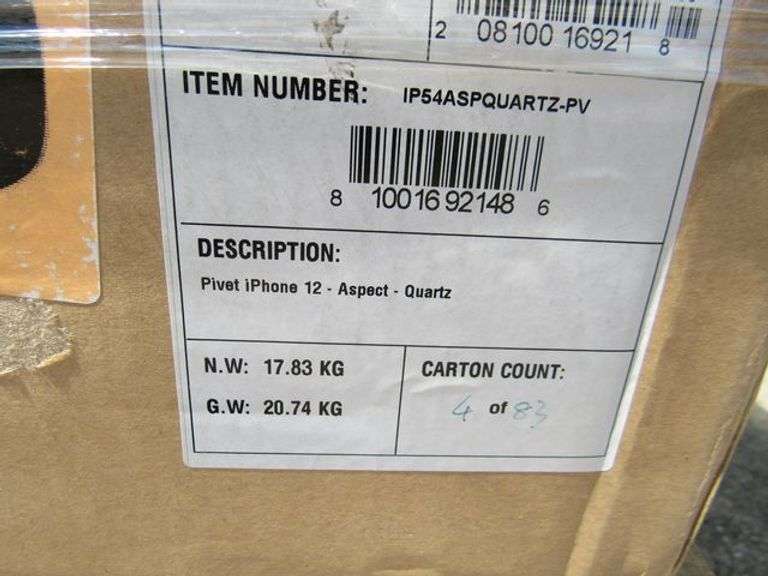 2 08100 16921 8
ITEM NUMBER: IP54ASPQUARTZ-PV
8 10016 92148 6
DESCRIPTION:
Pivet iPhone 12 - Aspect - Quartz
N.W: 17.83 KG
G.W: 20.74 KG
CARTON COUNT:
4 of 83